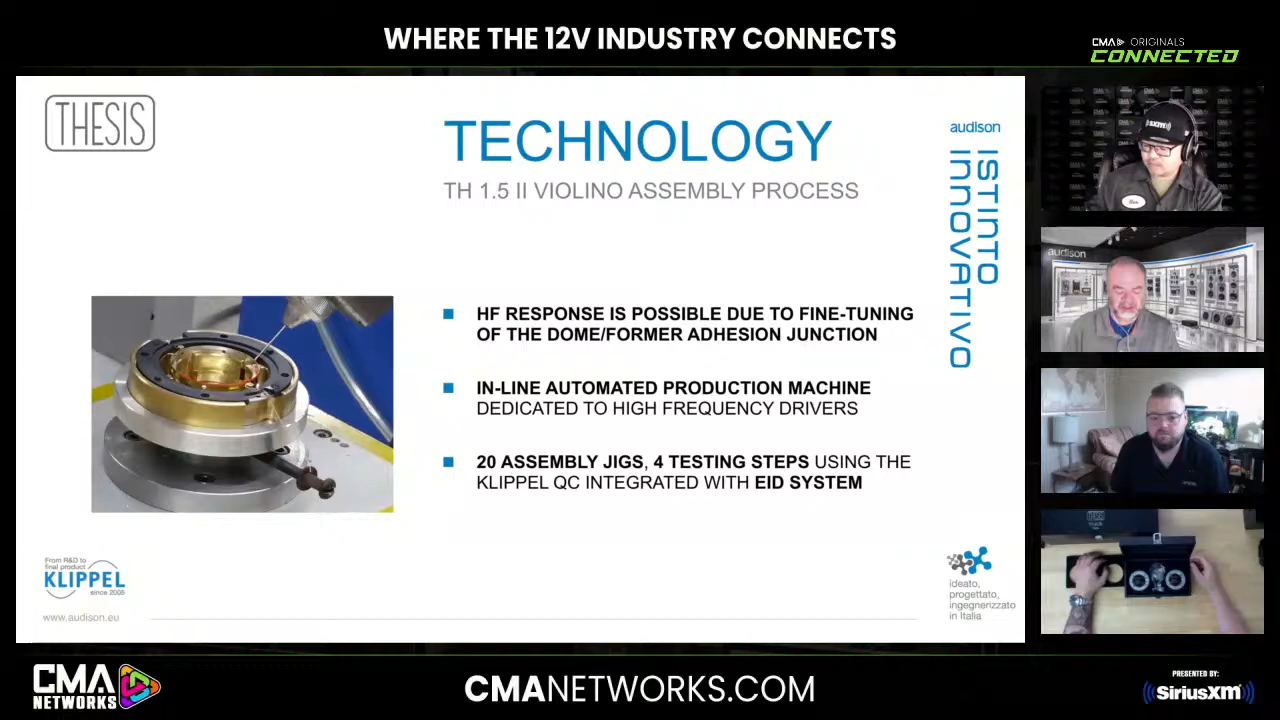 WHERE THE 12V INDUSTRY CONNECTS
CMA ORIGINALS
CONNECTED
THESIS
TECHNOLOGY
TH 1.5 II VIOLINO ASSEMBLY PROCESS
audison
ISTINTO
INNOVATIVO
HF RESPONSE IS POSSIBLE DUE TO FINE-TUNING
OF THE DOME/FORMER ADHESION JUNCTION
IN-LINE AUTOMATED PRODUCTION MACHINE
DEDICATED TO HIGH FREQUENCY DRIVERS
20 ASSEMBLY JIGS, 4 TESTING STEPS USING THE
KLIPPEL QC INTEGRATED WITH EID SYSTEM
From R&D to
final product
KLIPPEL
since 2005
www.audison.eu
ideato,
progettato,
ingegnerizzato
in Italia
((SXM))
audison
CMA
NETWORKS
CMANETWORKS.COM
PRESENTED BY:
SiriusXM